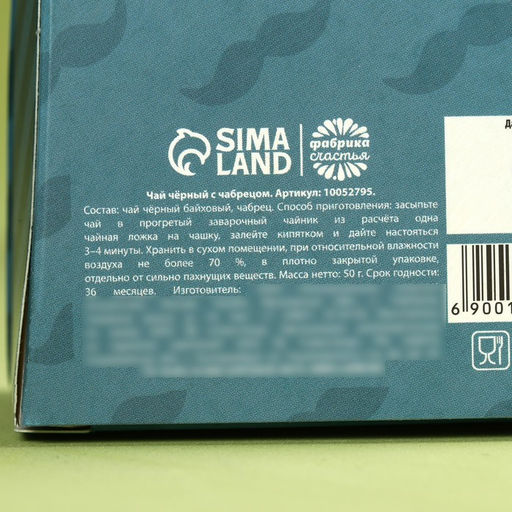 SIMA
LAND
фабрика
счастья
Чай чёрный с чабрецом. Артикул: 10052795.
Состав: чай чёрный байховый, чабрец. Способ приготовления: засыпьте
чай в прогретый заварочный чайник из расчёта одна
чайная ложка на чашку, залейте кипятком и дайте настояться
3–4 минуты. Хранить в сухом помещении, при относительной влажности
воздуха не более 70 %, в плотно закрытой упаковке,
отдельно от сильно пахнущих веществ. Масса нетто: 50 г. Срок годности:
36 месяцев. Изготовитель:
6 9001